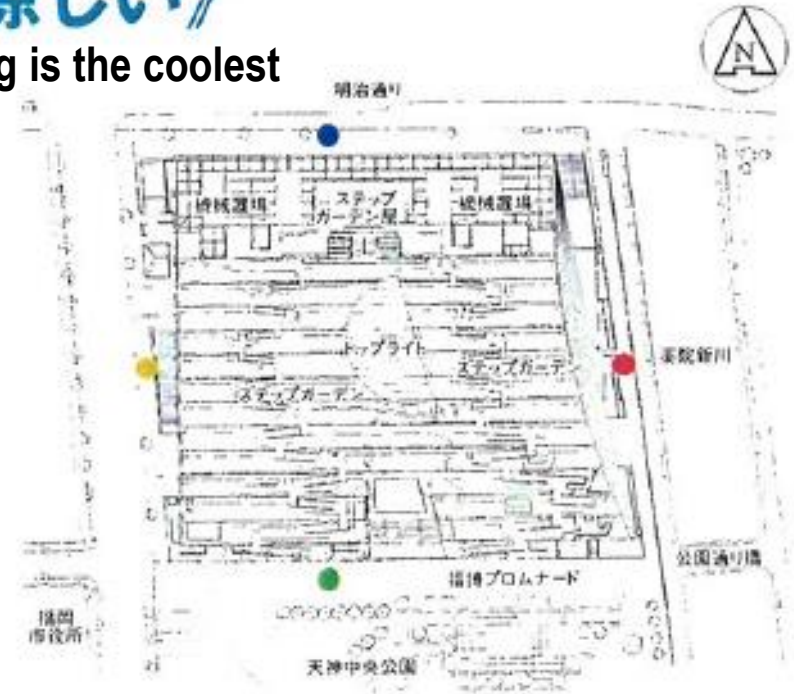 涼しい//
g is the coolest
N
明治通り
機械置場
ステップ
ガーデン屋上
機械置場
トップライト
ステップガーデ
薬院新川
ステップガーデン
公園通り橋
福博プロムナード
福岡
市役所
天神中央公園